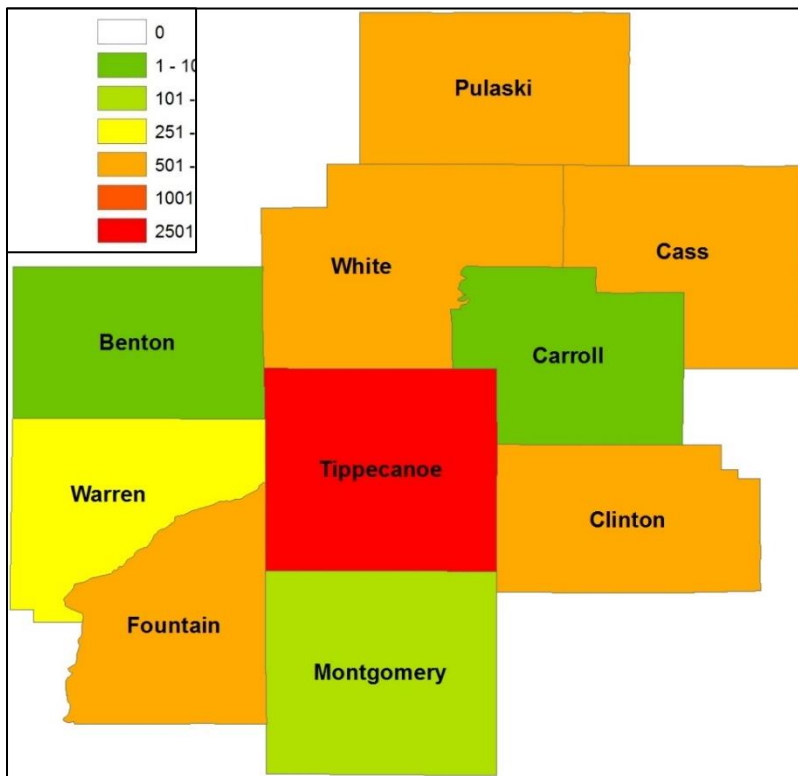 0
1 - 10
101 -
251 -
501 -
1001
2501
Pulaski
White
Cass
Benton
Carroll
Warren
Tippecanoe
Clinton
Fountain
Montgomery